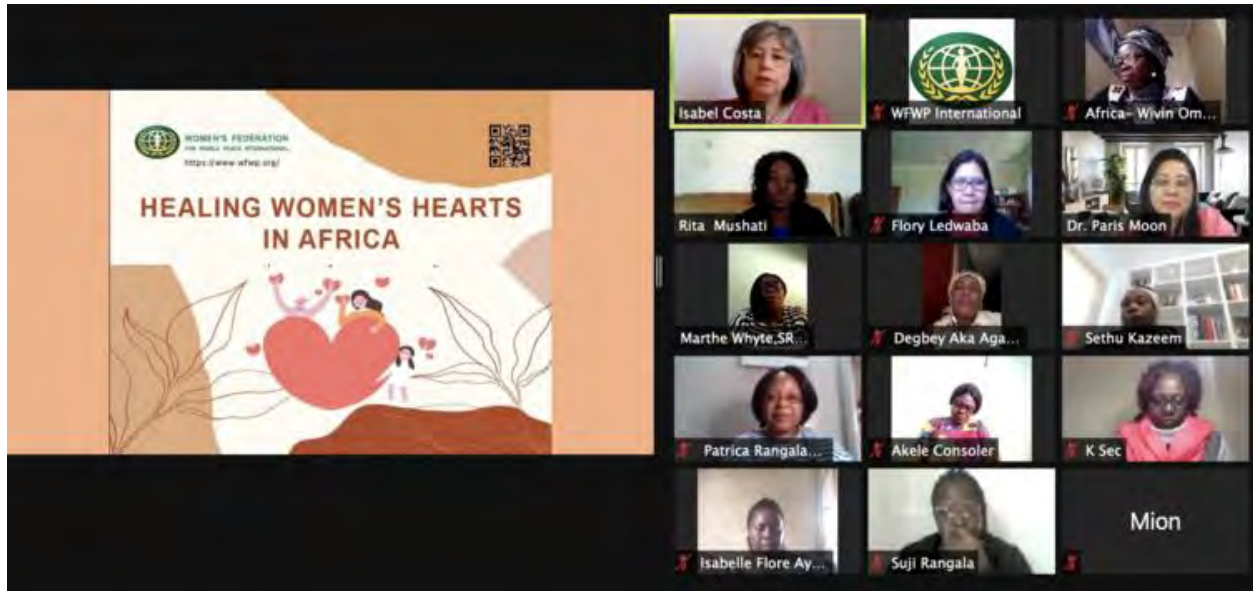 WOMEN'S FEDERATION
FOR WORLD PEACE INTERNATIONAL
https://www.wfwp.org/
HEALING WOMEN'S HEARTS
IN AFRICA
Isabel Costa
WFWP International
Africa- Wivin Om...
Rita Mushati
Flory Ledwaba
Dr. Paris Moon
Marthe Whyte,SR...
Degbey Aka Aga...
Sethu Kazeem
Patrica Rangala...
Akele Consoler
K Sec
Isabelle Flore Ay...
Suji Rangala
Mion